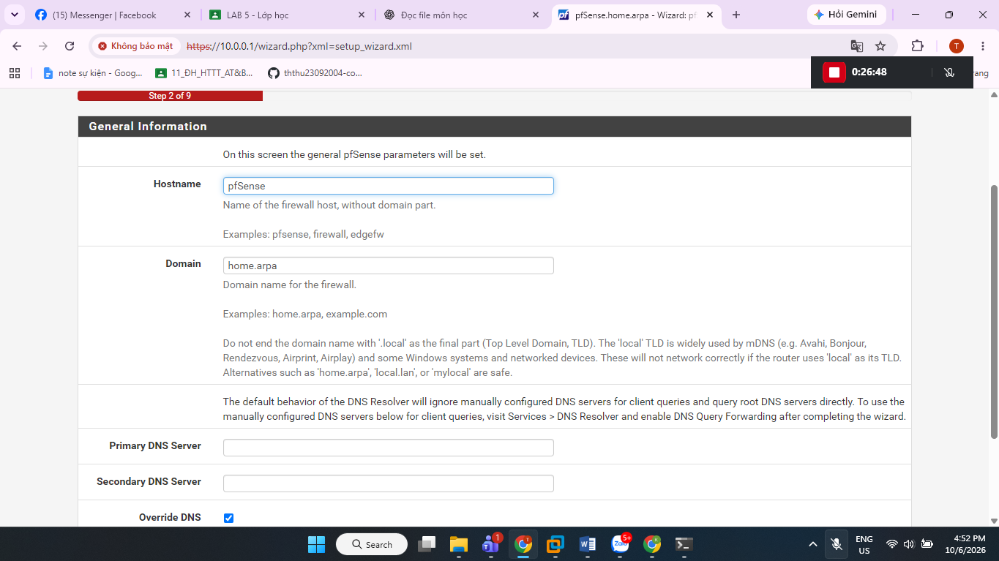 (15) Messenger | Facebook
LAB 5 - Lớp học
Đọc file môn học
pfSense.home.arpa - Wizard: pf
Hỏi Gemini
Không bảo mật
https://10.0.0.1/wizard.php?xml=setup_wizard.xml
T
note sự kiện - Goog...
11_ĐH_HTTT_AT&B...
ththu23092004-co...
0:26:48
rang
Step 2 of 9
General Information
On this screen the general pfSense parameters will be set.
Hostname
pfSense
Name of the firewall host, without domain part.
Examples: pfsense, firewall, edgefw
Domain
home.arpa
Domain name for the firewall.
Examples: home.arpa, example.com
Do not end the domain name with '.local' as the final part (Top Level Domain, TLD). The 'local' TLD is widely used by mDNS (e.g. Avahi, Bonjour,
Rendezvous, Airprint, Airplay) and some Windows systems and networked devices. These will not network correctly if the router uses 'local' as its TLD.
Alternatives such as 'home.arpa', 'local.lan', or 'mylocal' are safe.
The default behavior of the DNS Resolver will ignore manually configured DNS servers for client queries and query root DNS servers directly. To use the
manually configured DNS servers below for client queries, visit Services > DNS Resolver and enable DNS Query Forwarding after completing the wizard.
Primary DNS Server
Secondary DNS Server
Override DNS
Search
1
1
Zalo
5+
K
ENG
US
4:52 PM
10/6/2026